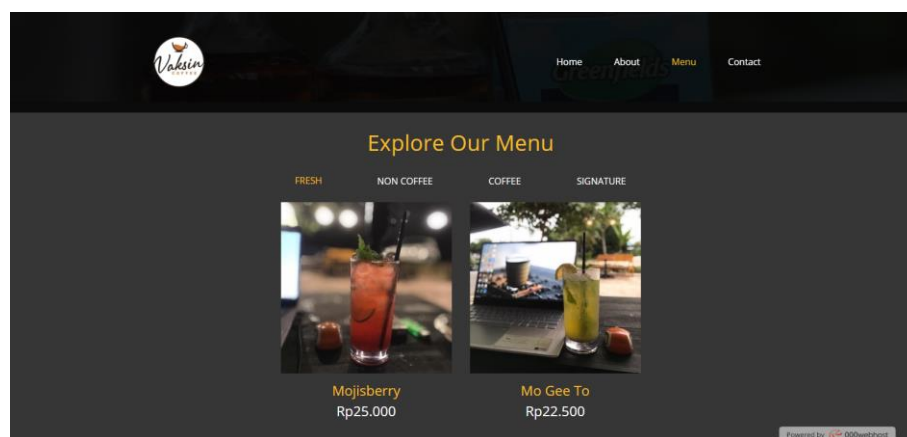 Vaksin
COFFEE
Home About Menu Contact
Greenfields
Explore Our Menu
FRESH NON COFFEE COFFEE SIGNATURE
Mojisberry Mo Gee To
Rp25.000 Rp22.500
Powered by 000webhost